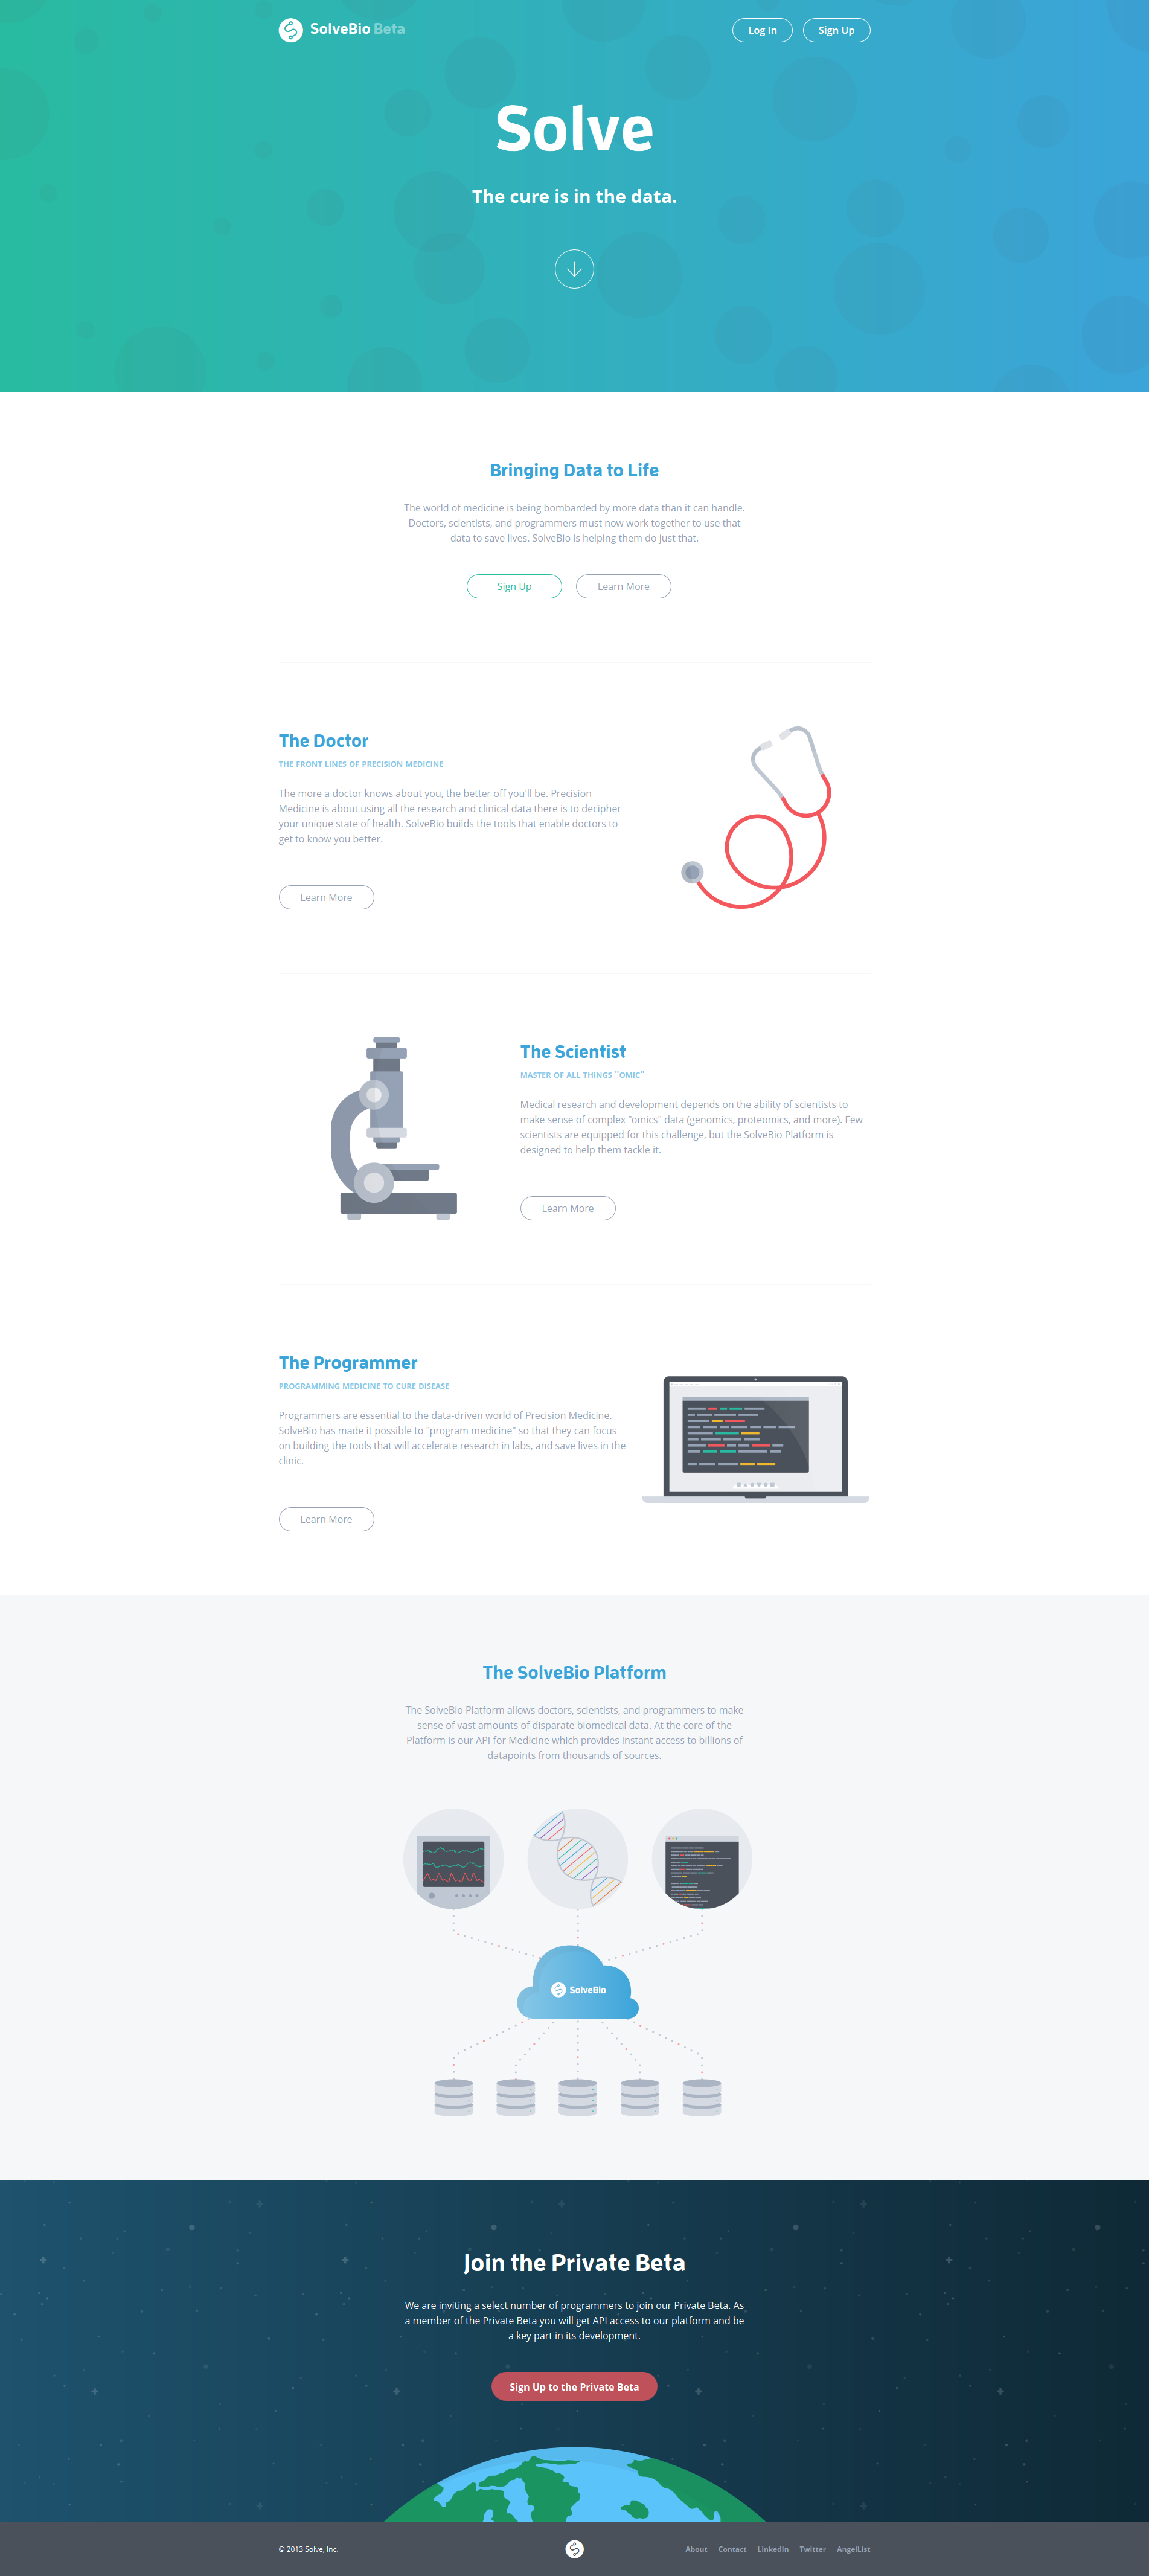 SolveBio Beta
Log In
Sign Up
Solve
The cure is in the data.
Bringing Data to Life
The world of medicine is being bombarded by more data than it can handle.
Doctors, scientists, and programmers must now work together to use that
data to save lives. SolveBio is helping them do just that.
Sign Up
Learn More
The Doctor
THE FRONT LINES OF PRECISION MEDICINE
The more a doctor knows about you, the better off you'll be. Precision
Medicine is about using all the research and clinical data there is to decipher
your unique state of health. SolveBio builds the tools that enable doctors to
get to know you better.
Learn More
The Scientist
MASTER OF ALL THINGS "OMIC"
Medical research and development depends on the ability of scientists to
make sense of complex "omics" data (genomics, proteomics, and more). Few
scientists are equipped for this challenge, but the SolveBio Platform is
designed to help them tackle it.
Learn More
The Programmer
PROGRAMMING MEDICINE TO CURE DISEASE
Programmers are essential to the data-driven world of Precision Medicine.
SolveBio has made it possible to "program medicine" so that they can focus
on building the tools that will accelerate research in labs, and save lives in the
clinic.
Learn More
The SolveBio Platform
The SolveBio Platform allows doctors, scientists, and programmers to make
sense of vast amounts of disparate biomedical data. At the core of the
Platform is our API for Medicine which provides instant access to billions of
datapoints from thousands of sources.
SolveBio
Join the Private Beta
We are inviting a select number of programmers to join our Private Beta. As
a member of the Private Beta you will get API access to our platform and be
a key part in its development.
Sign Up to the Private Beta
© 2013 Solve, Inc.
About
Contact
LinkedIn
Twitter
AngelList